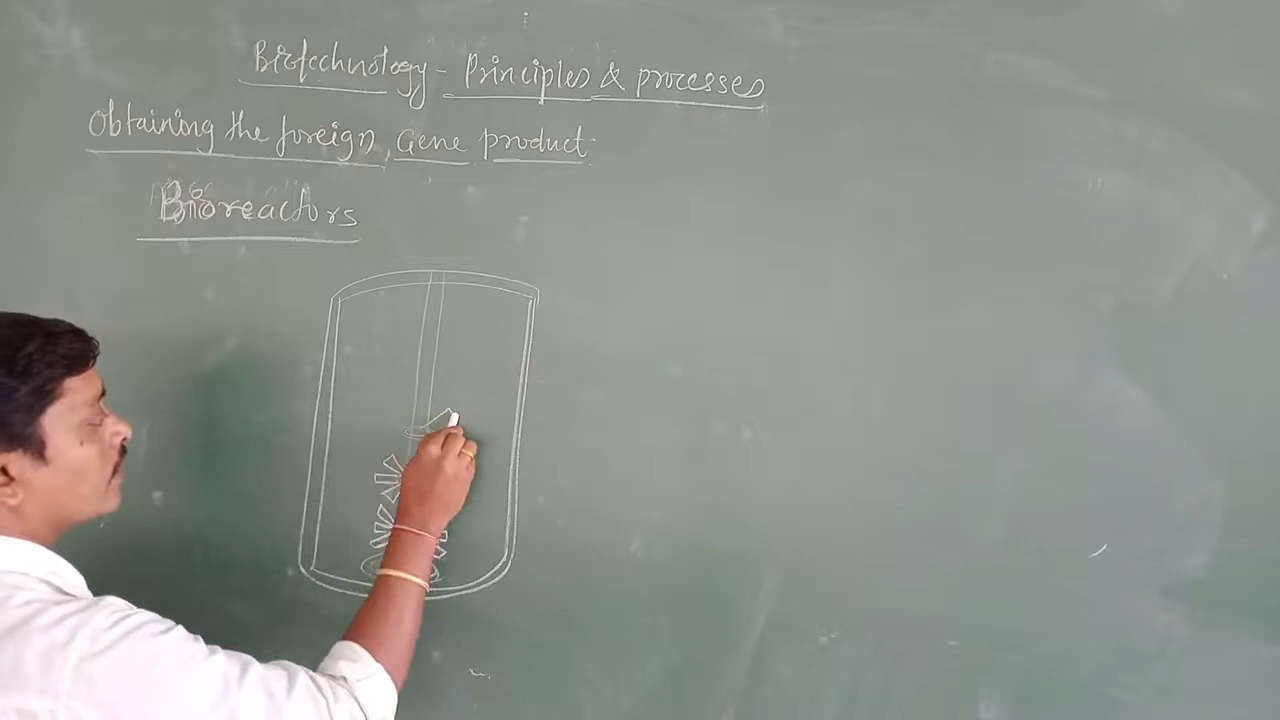 Biotechnology - Principles & processes
Obtaining the foreign Gene product
Bioreactors